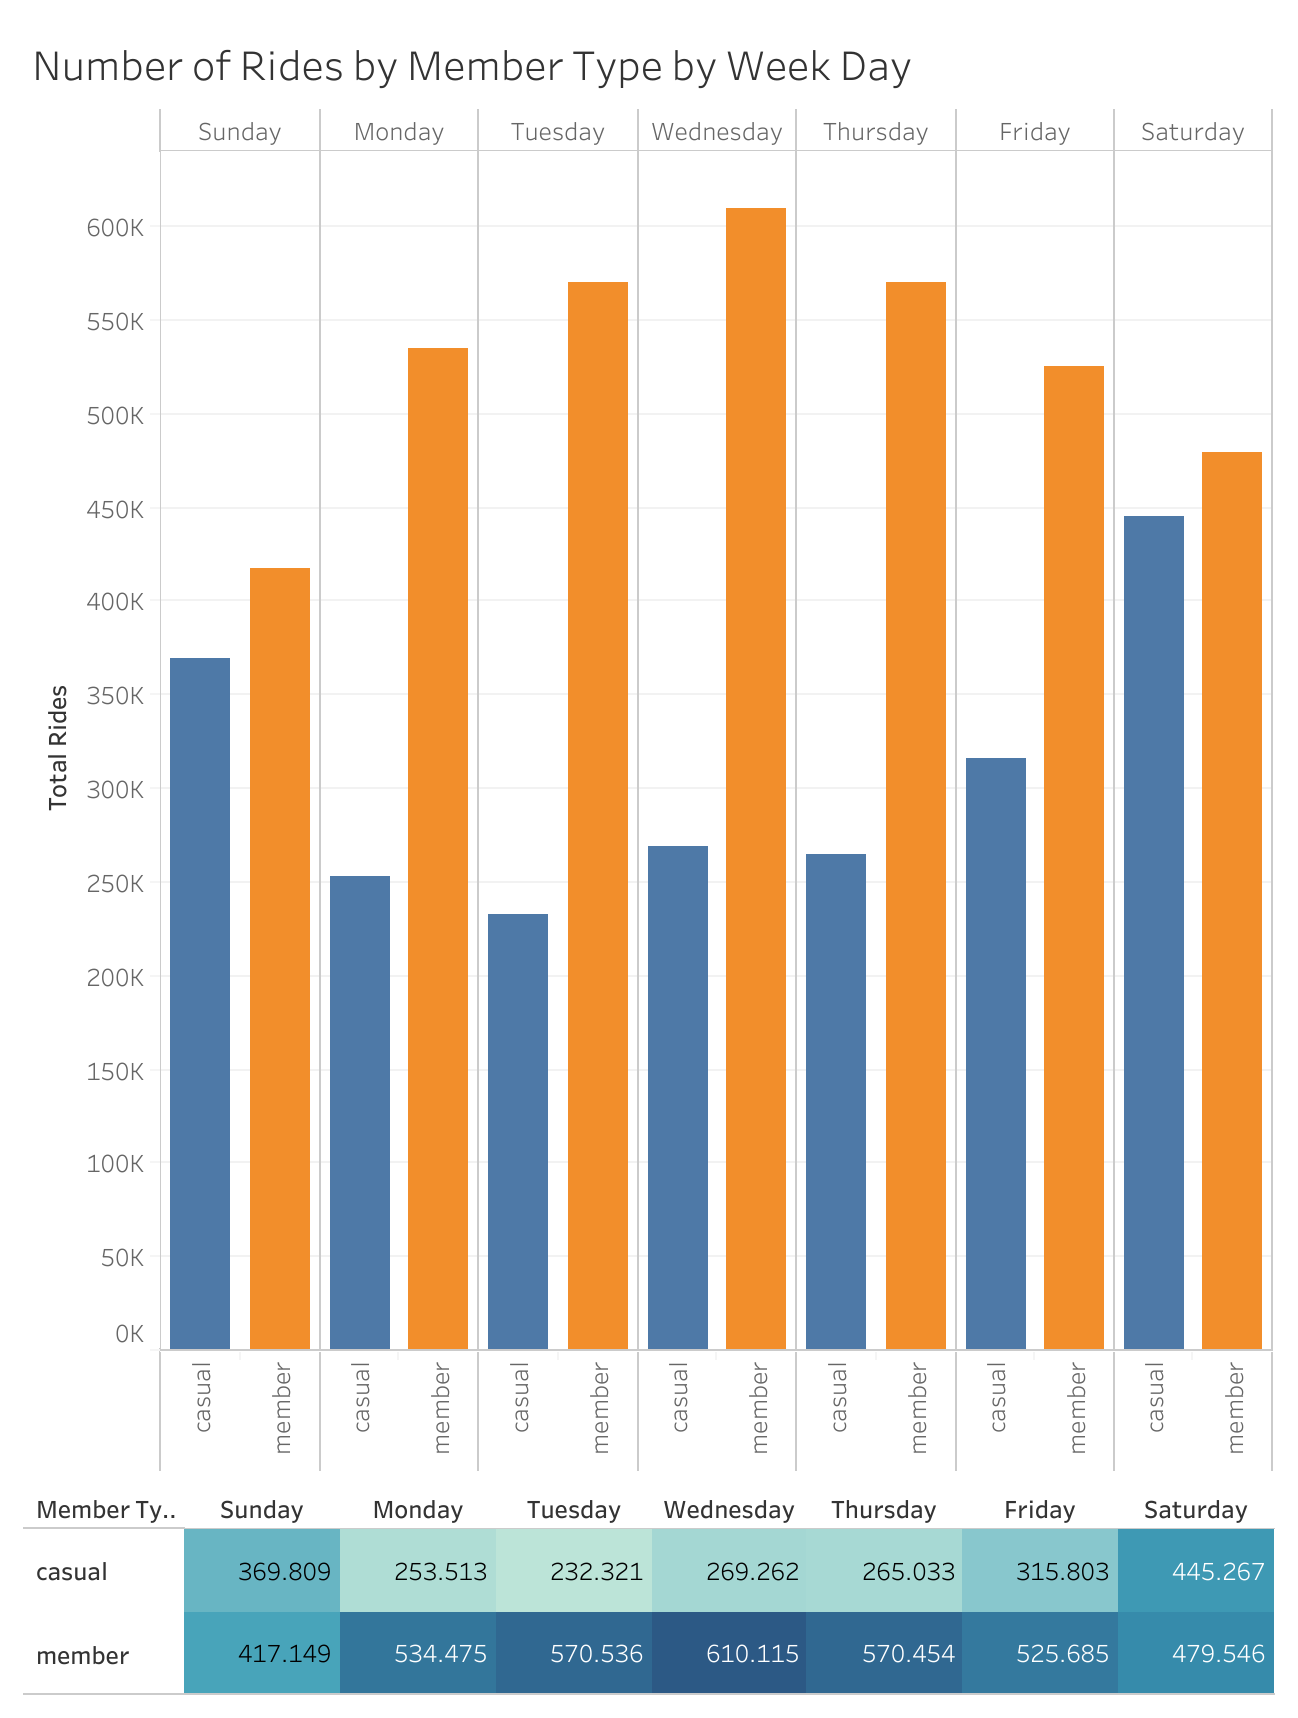 Number of Rides by Member Type by Week Day
Sunday Monday Tuesday Wednesday Thursday Friday Saturday
600K
550K
500K
450K
400K
350K
300K
250K
200K
150K
100K
50K
0K
Total Rides
casual member casual member casual member casual member casual member casual member casual member
Member Ty.. Sunday Monday Tuesday Wednesday Thursday Friday Saturday
casual 369.809 253.513 232.321 269.262 265.033 315.803 445.267
member 417.149 534.475 570.536 610.115 570.454 525.685 479.546